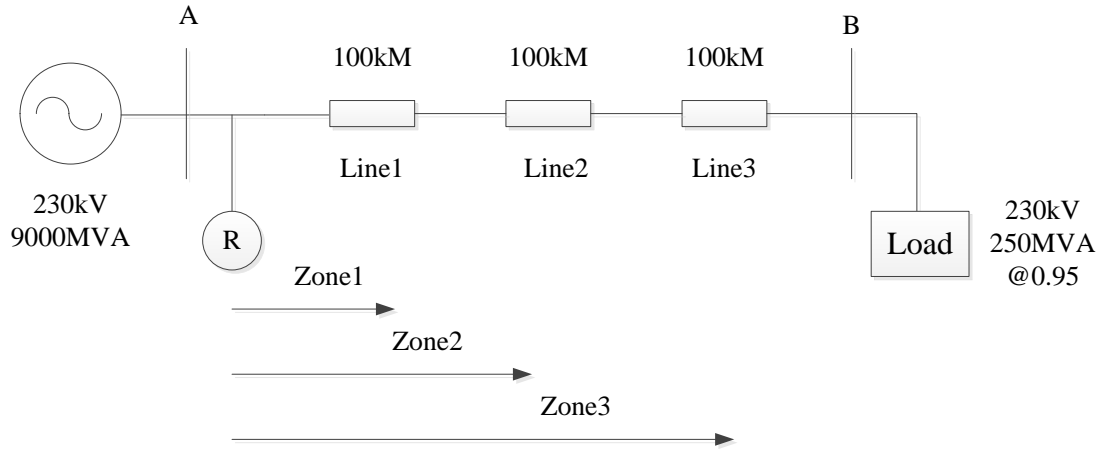 A
B
100kM
100kM
100kM
Line1
Line2
Line3
230kV
9000MVA
R
Load
230kV
250MVA
@0.95
Zone1
Zone2
Zone3